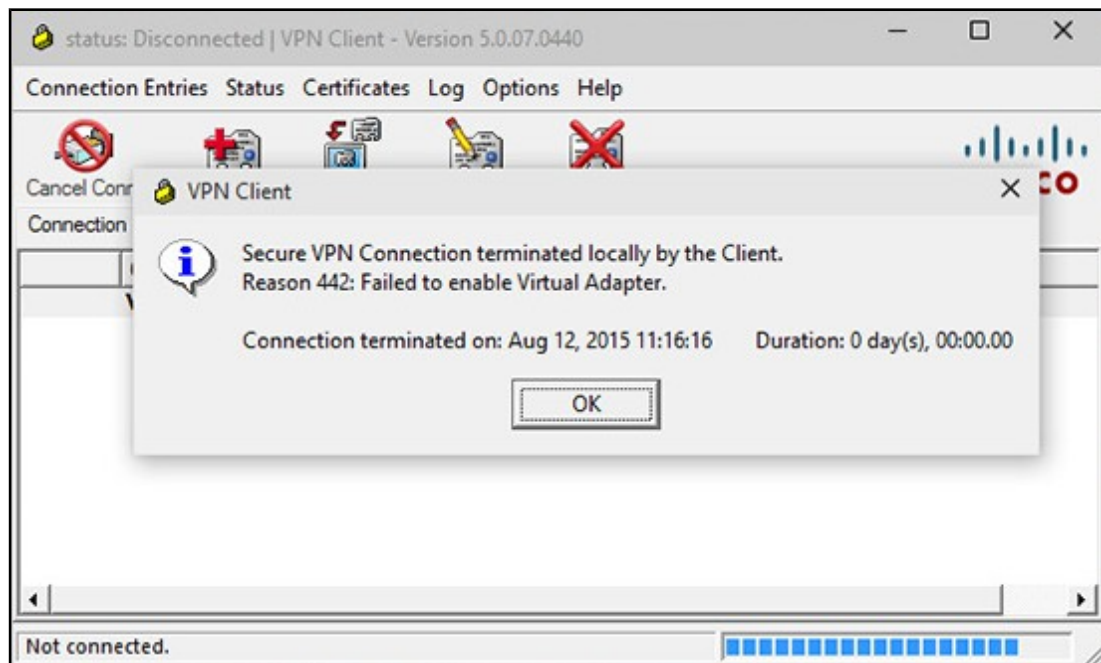 status: Disconnected | VPN Client - Version 5.0.07.0440
Connection Entries Status Certificates Log Options Help
Cancel
Connection
VPN Client
Secure VPN Connection terminated locally by the Client.
Reason 442: Failed to enable Virtual Adapter.
Connection terminated on: Aug 12, 2015 11:16:16 Duration: 0 day(s), 00:00.00
OK
Not connected.